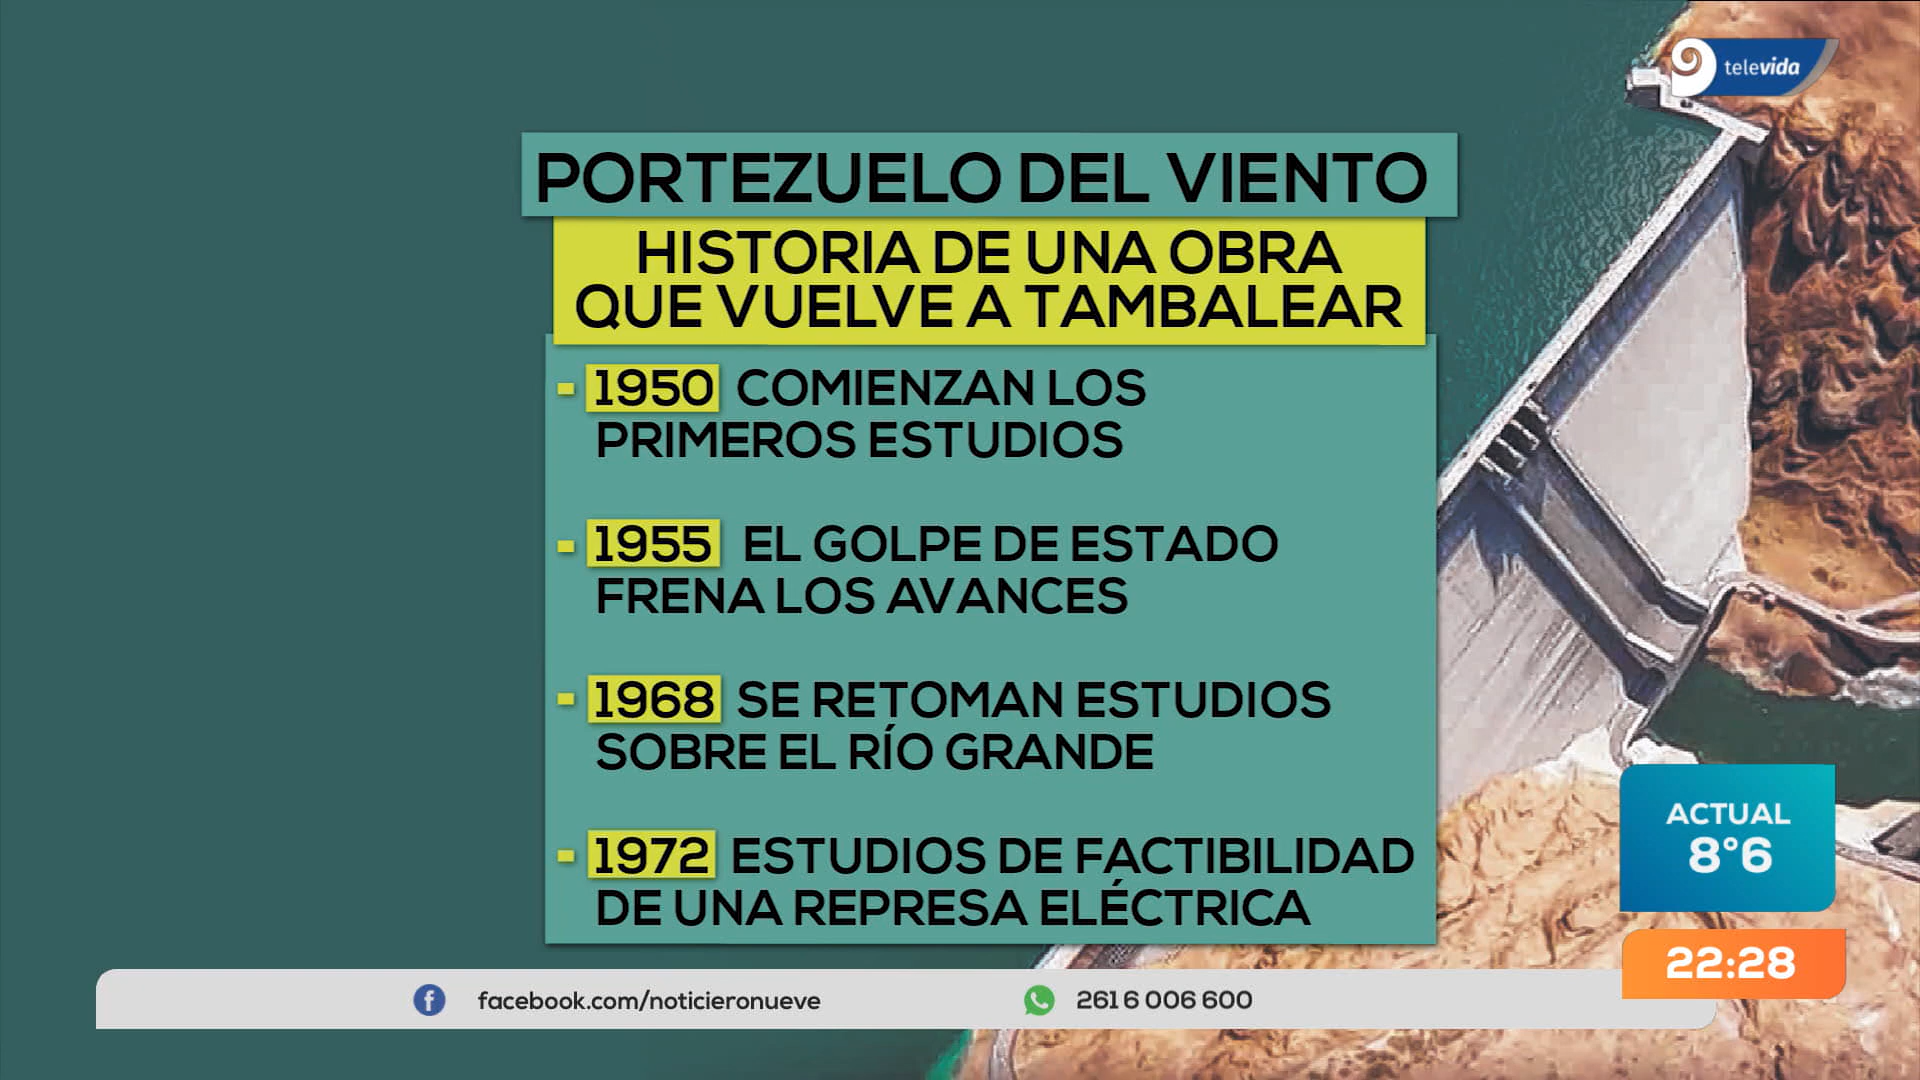 9 televida
PORTEZUELO DEL VIENTO
HISTORIA DE UNA OBRA
QUE VUELVE A TAMBALEAR
- 1950 COMIENZAN LOS
PRIMEROS ESTUDIOS
- 1955 EL GOLPE DE ESTADO
FRENA LOS AVANCES
- 1968 SE RETOMAN ESTUDIOS
SOBRE EL RÍO GRANDE
- 1972 ESTUDIOS DE FACTIBILIDAD
DE UNA REPRESA ELÉCTRICA
ACTUAL
8°6
22:28
facebook.com/noticieronueve
261 6 006 600